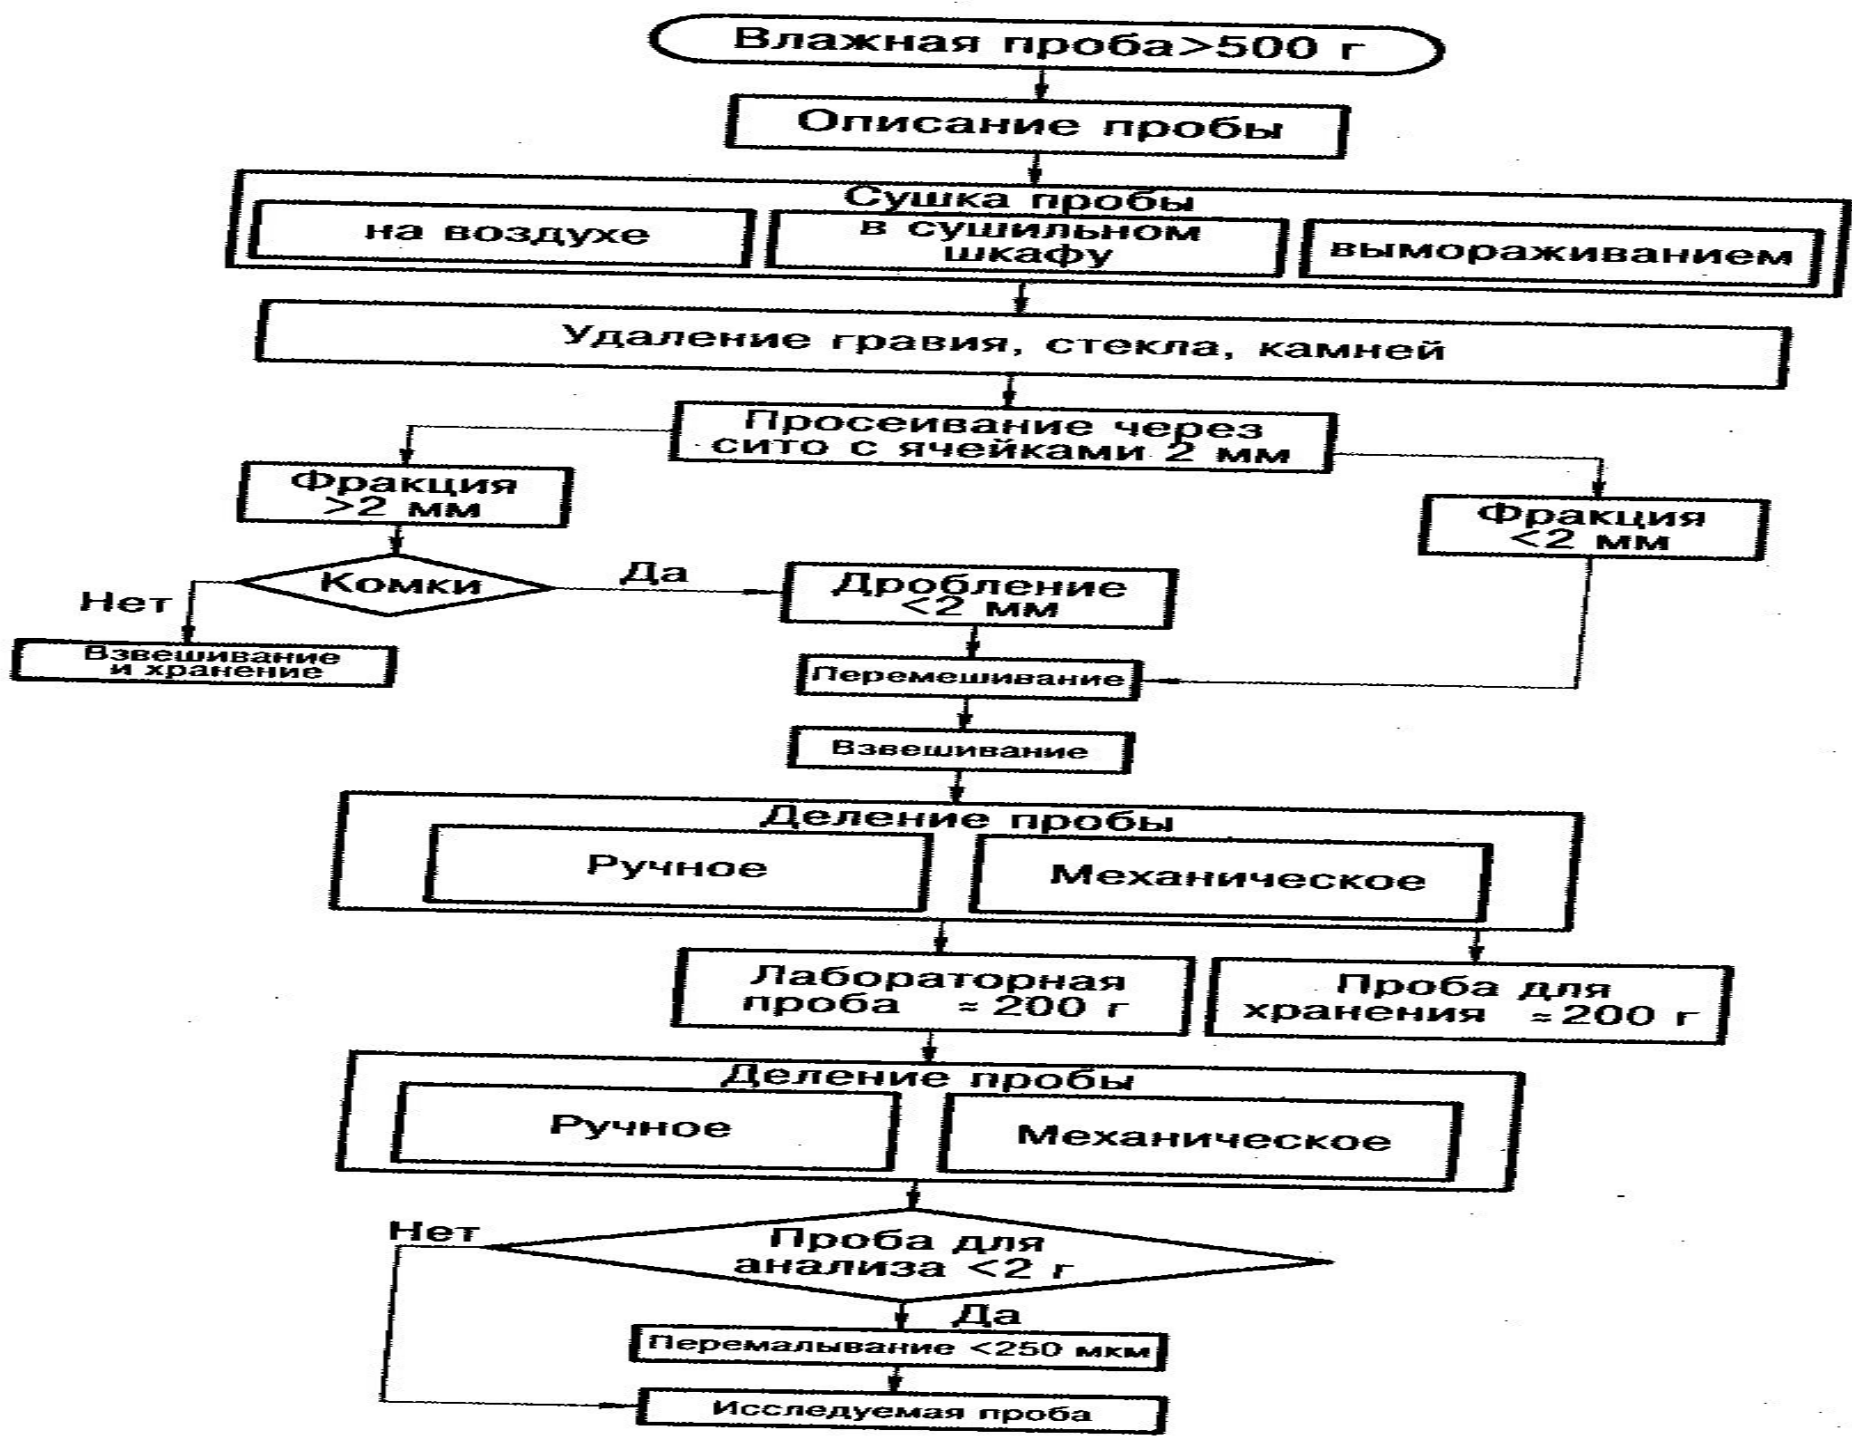 Влажная проба>500 г
Описание пробы
Сушка пробы
на воздухе
в сушильном
шкафу
вымораживанием
Удаление гравия, стекла, камней
Просеивание через
сито с ячейками 2 мм
Фракция
>2 мм
Фракция
<2 мм
Комки
Да
Нет
Дробление
<2 мм
Взвешивание
и хранение
Перемешивание
Взвешивание
Деление пробы
Ручное
Механическое
Лабораторная
проба ≈200 г
Проба для
хранения ≈200 г
Деление пробы
Ручное
Механическое
Нет
Проба для
анализа <2 г
Да
Перемалывание <250 мкм
Исследуемая проба